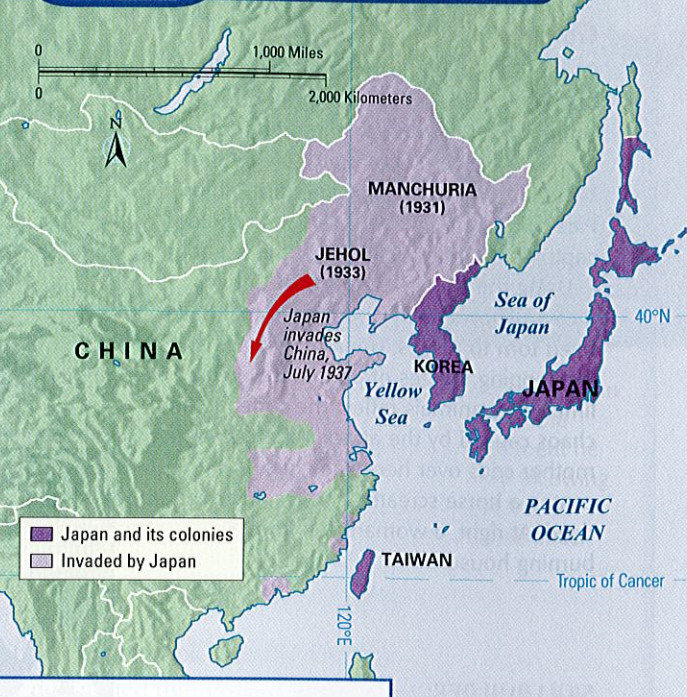 0
1,000 Miles
0
2,000 Kilometers
N
MANCHURIA
(1931)
JEHOL
(1933)
Japan
invades
China,
July 1937
Sea of
Japan
40°N
CHINA
KOREA
JAPAN
Yellow
Sea
PACIFIC
OCEAN
Japan and its colonies
Invaded by Japan
TAIWAN
Tropic of Cancer
120°E